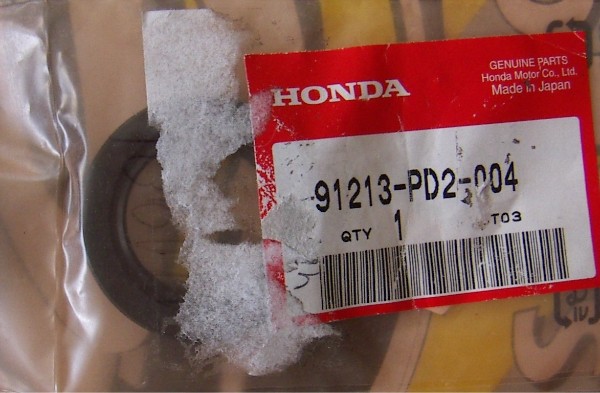 GENUINE PARTS
Honda Motor Co., Ltd.
Made in Japan
HONDA
91213-PD2-004
QTY 1 T03